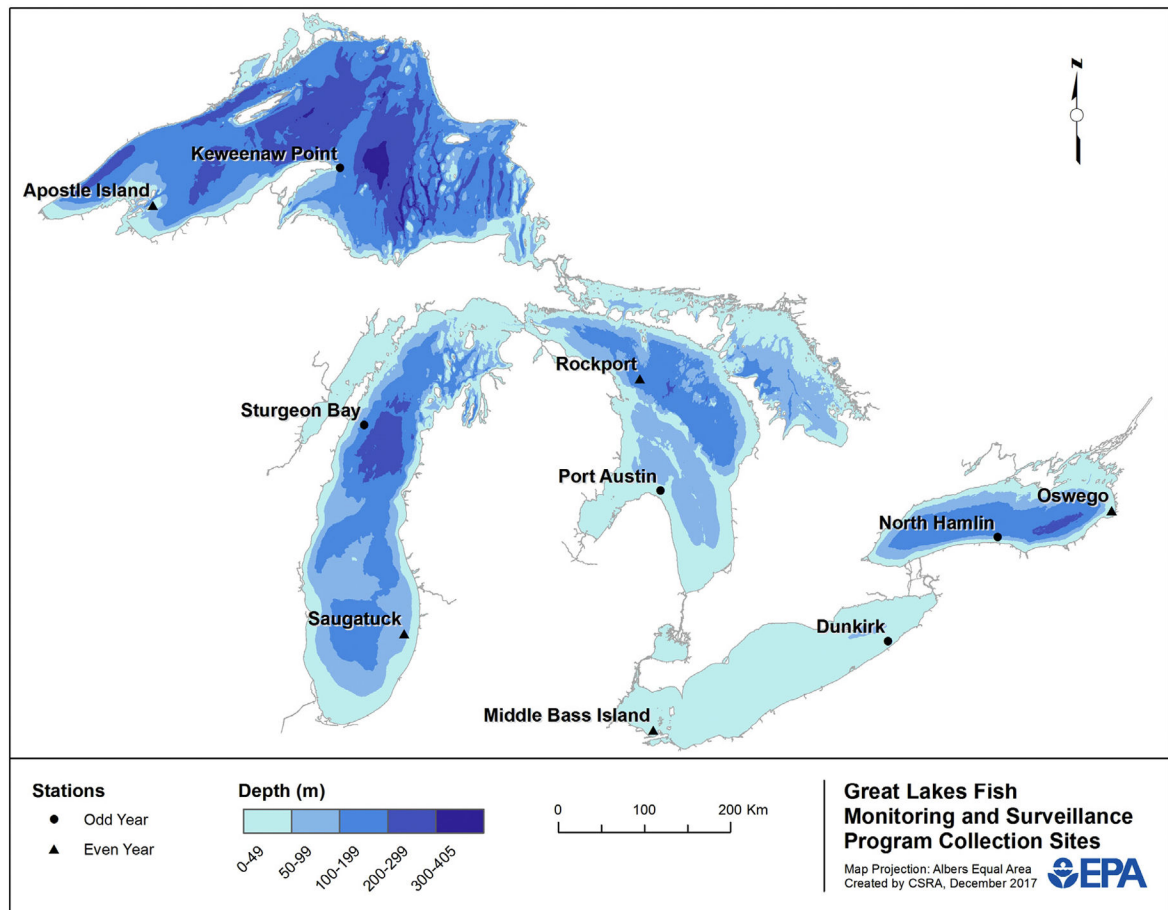 N
Keweenaw Point
Apostle Island
Rockport
Sturgeon Bay
Port Austin
Oswego
North Hamlin
Saugatuck
Dunkirk
Middle Bass Island
Stations
Odd Year
Even Year
Depth (m)
0-49
50-99
100-199
200-299
300-405
0 100 200 Km
Great Lakes Fish
Monitoring and Surveillance
Program Collection Sites
Map Projection: Albers Equal Area
Created by CSRA, December 2017
EPA